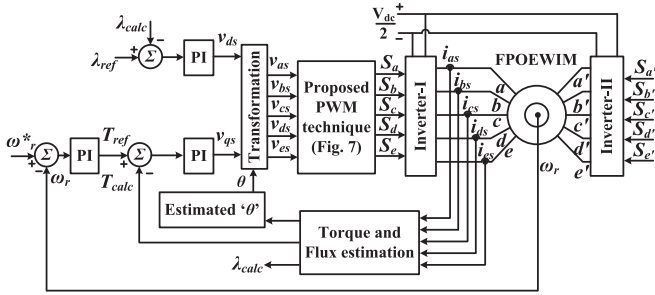 λcalc
λref
+
−
Σ
PI
vds
Transformation
vas
vbs
vcs
vds
ves
Proposed
PWM
technique
(Fig. 7)
Sa
Sb
Sc
Sd
Se
Inverter-I
Vdc
2
+
−
ias
ibs
ics
ids
ies
FPOEWIM
a
b
c
d
e
a'
b'
c'
d'
e'
Inverter-II
Sa'
Sb'
Sc'
Sd'
Se'
ω*r
+
−
Σ
ωr
PI
Tref
+
−
Σ
Tcalc
PI
vqs
θ
Estimated ‘θ’
Torque and
Flux estimation
λcalc
ωr